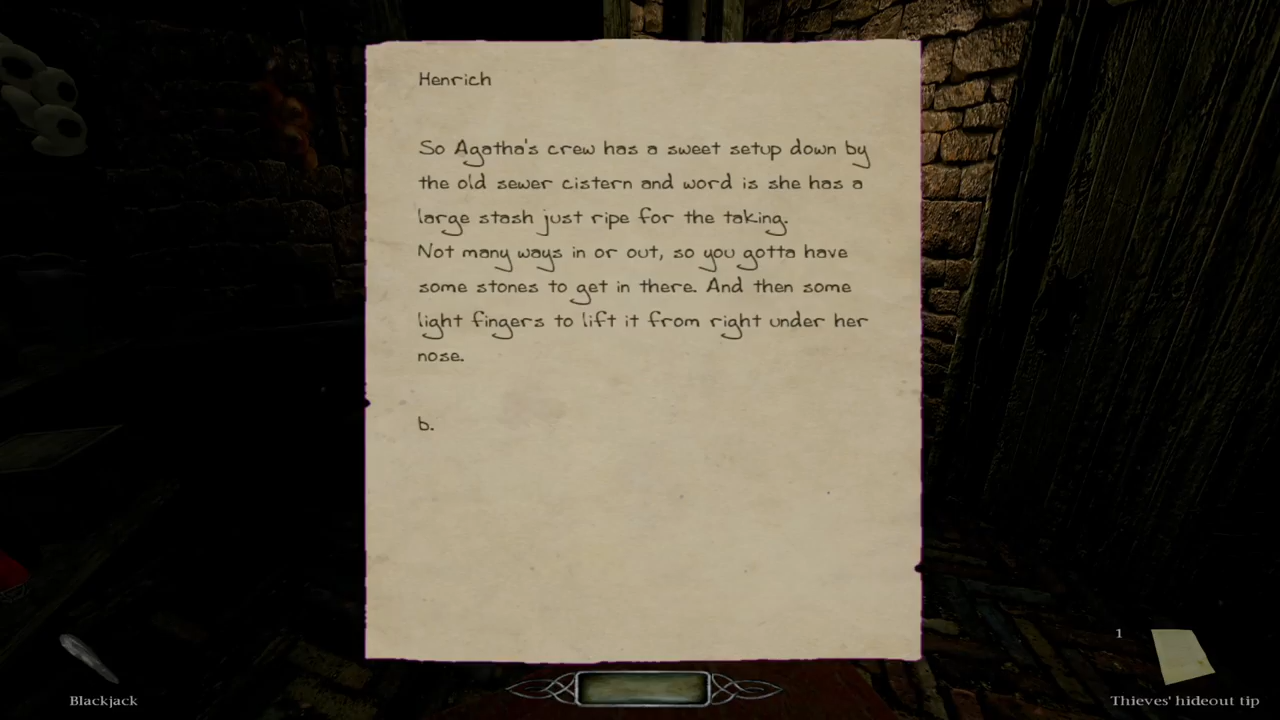 Henrich
So Agatha's crew has a sweet setup down by
the old sewer cistern and word is she has a
large stash just ripe for the taking.
Not many ways in or out, so you gotta have
some stones to get in there. And then some
light fingers to lift it from right under her
nose.
b.
1
Blackjack
Thieves' hideout tip